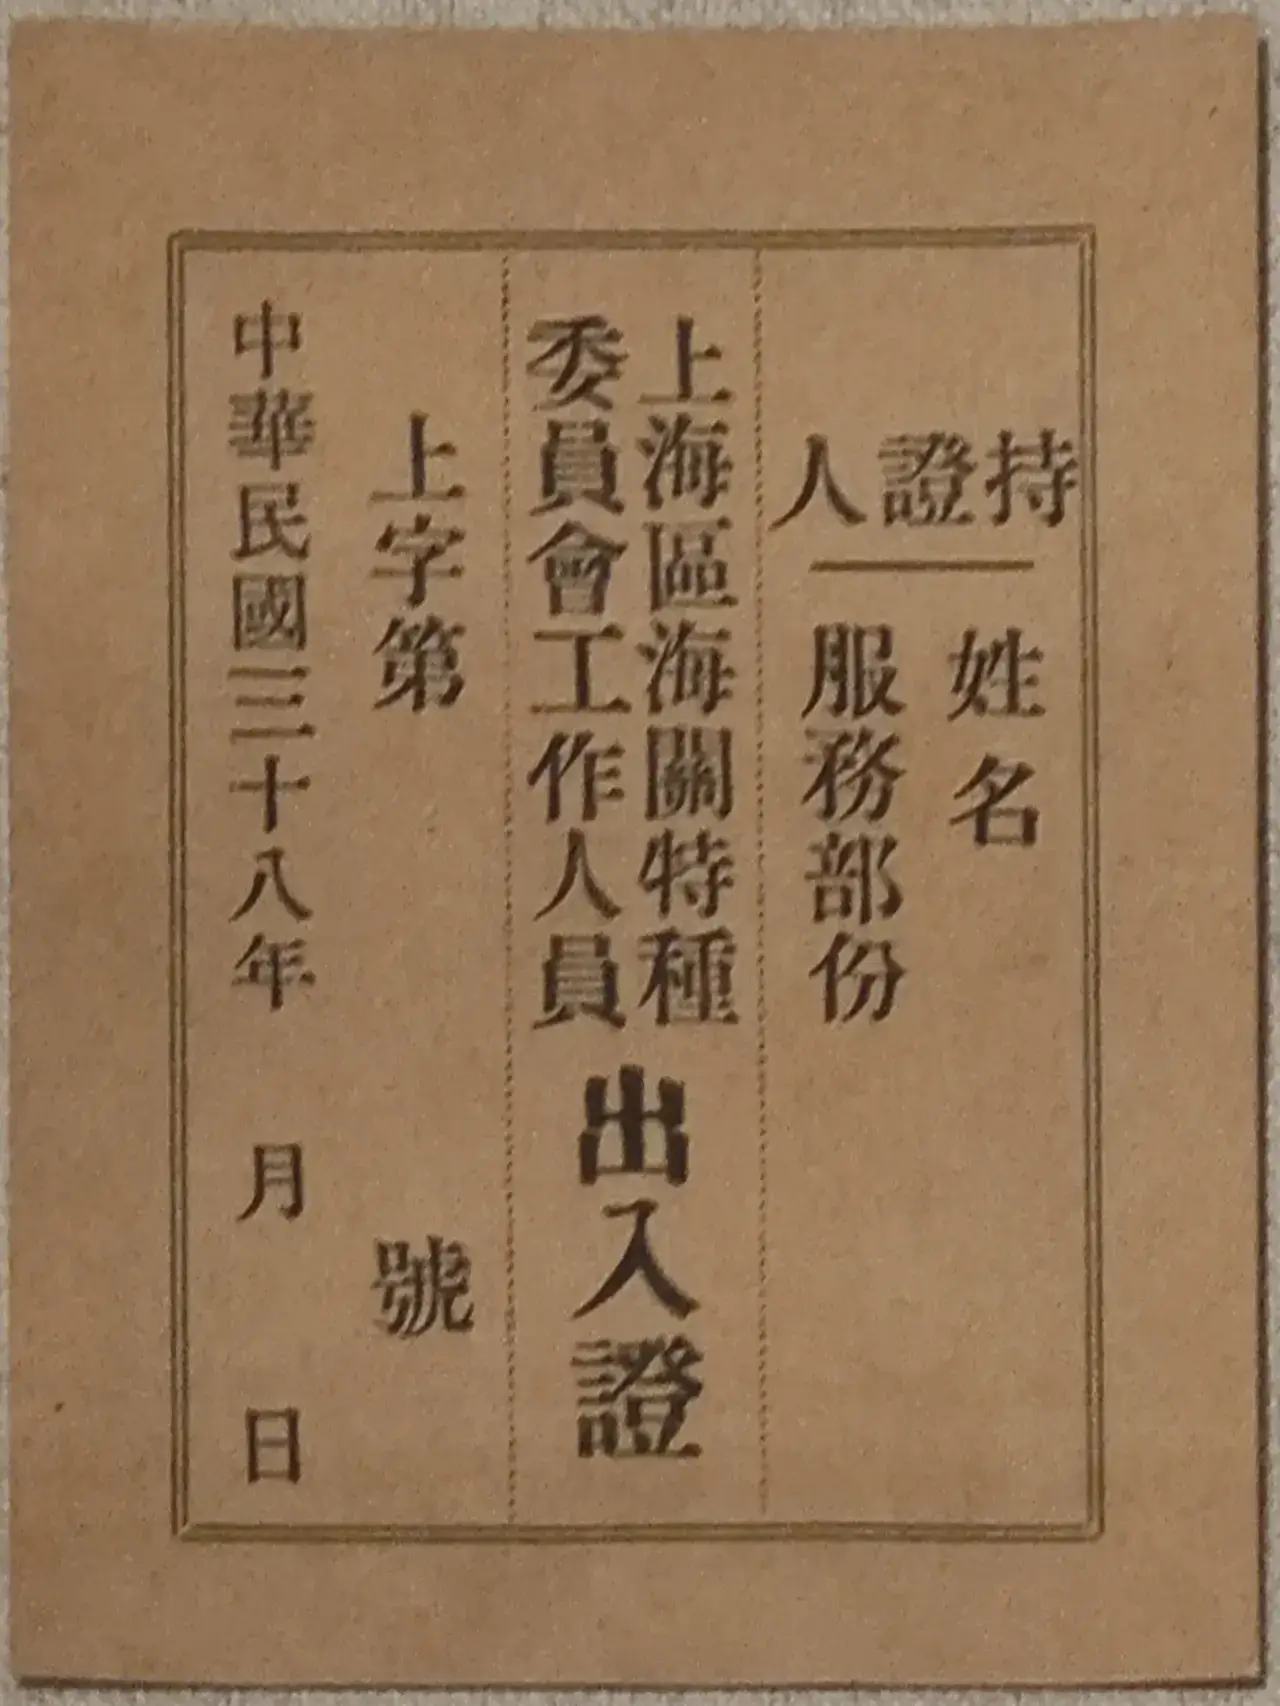 持證人
姓名
服務部份
上海區海關特種
委員會工作人員
出入證
上字第 號
中華民國三十八年 月 日